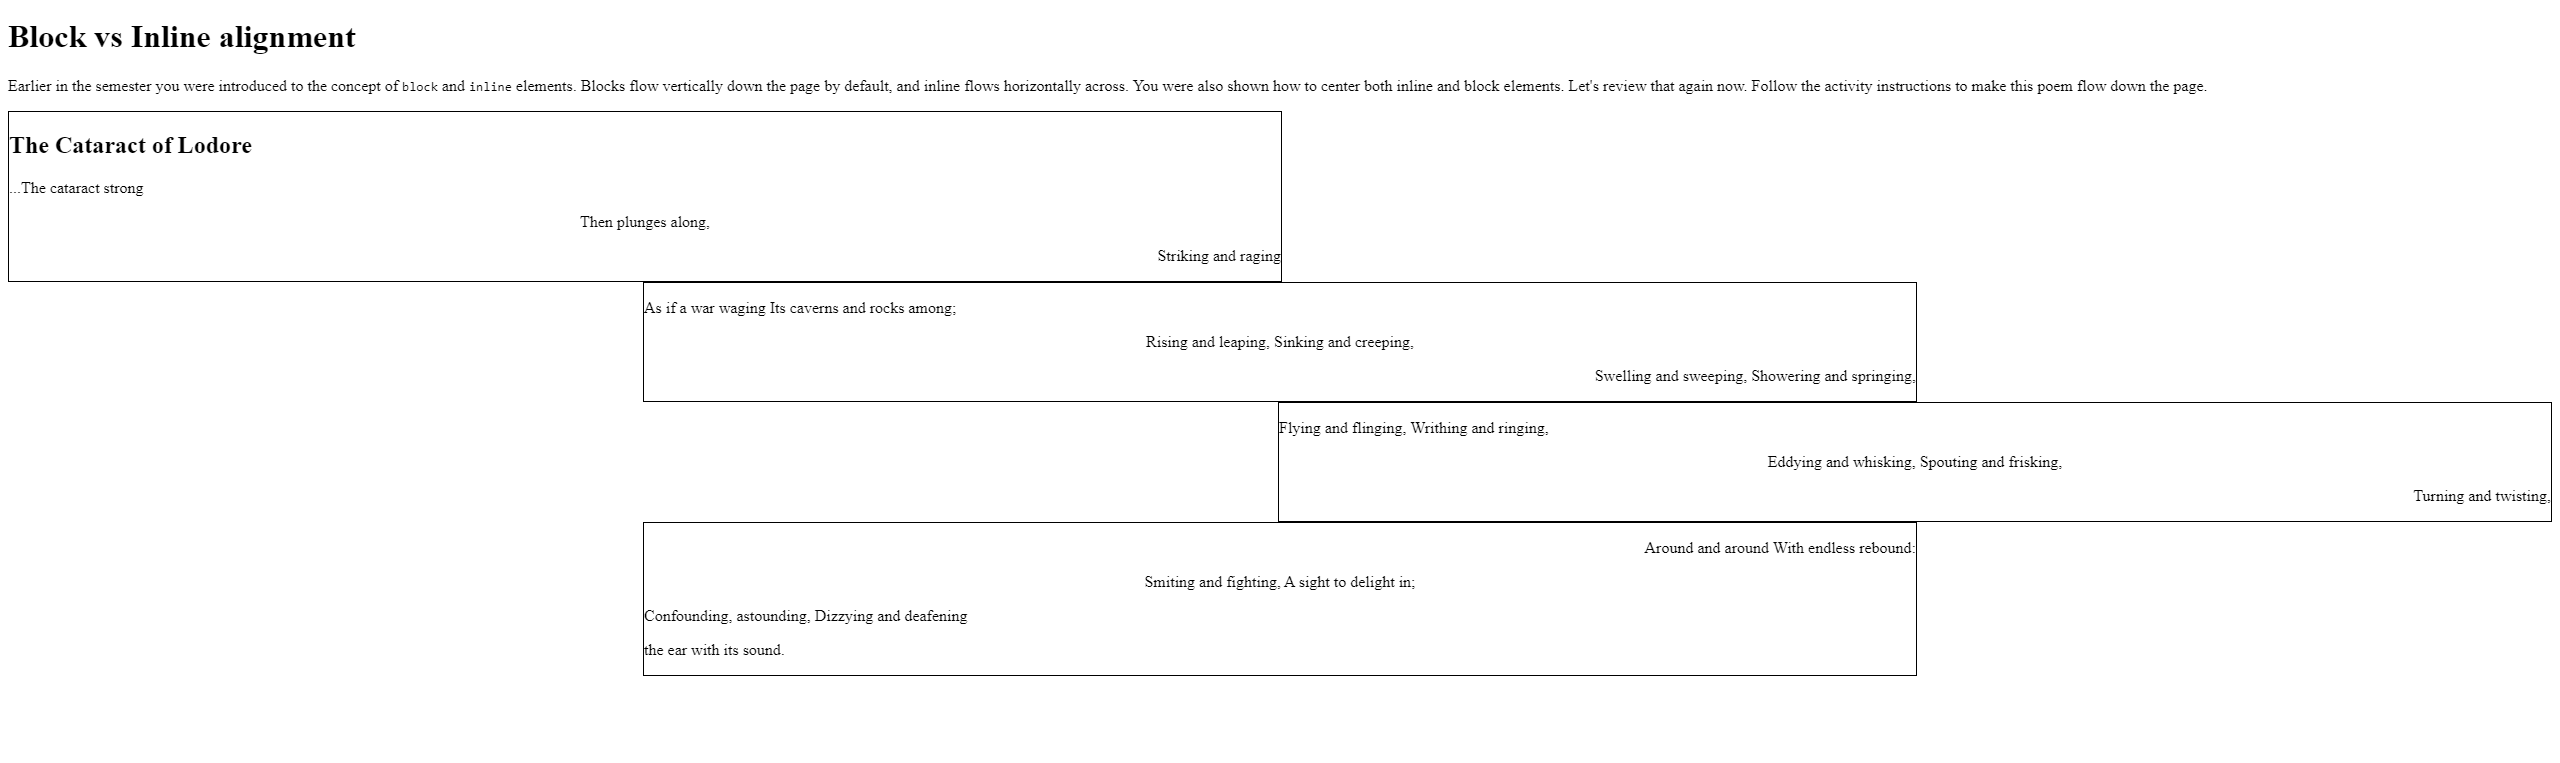 Block vs Inline alignment
Earlier in the semester you were introduced to the concept of block and inline elements. Blocks flow vertically down the page by default, and inline flows horizontally across. You were also shown how to center both inline and block elements. Let's review that again now. Follow the activity instructions to make this poem flow down the page.
The Cataract of Lodore
...The cataract strong
Then plunges along,
Striking and raging
As if a war waging Its caverns and rocks among;
Rising and leaping, Sinking and creeping,
Swelling and sweeping, Showering and springing,
Flying and flinging, Writhing and ringing,
Eddying and whisking, Spouting and frisking,
Turning and twisting,
Around and around With endless rebound:
Smiting and fighting, A sight to delight in;
Confounding, astounding, Dizzying and deafening
the ear with its sound.